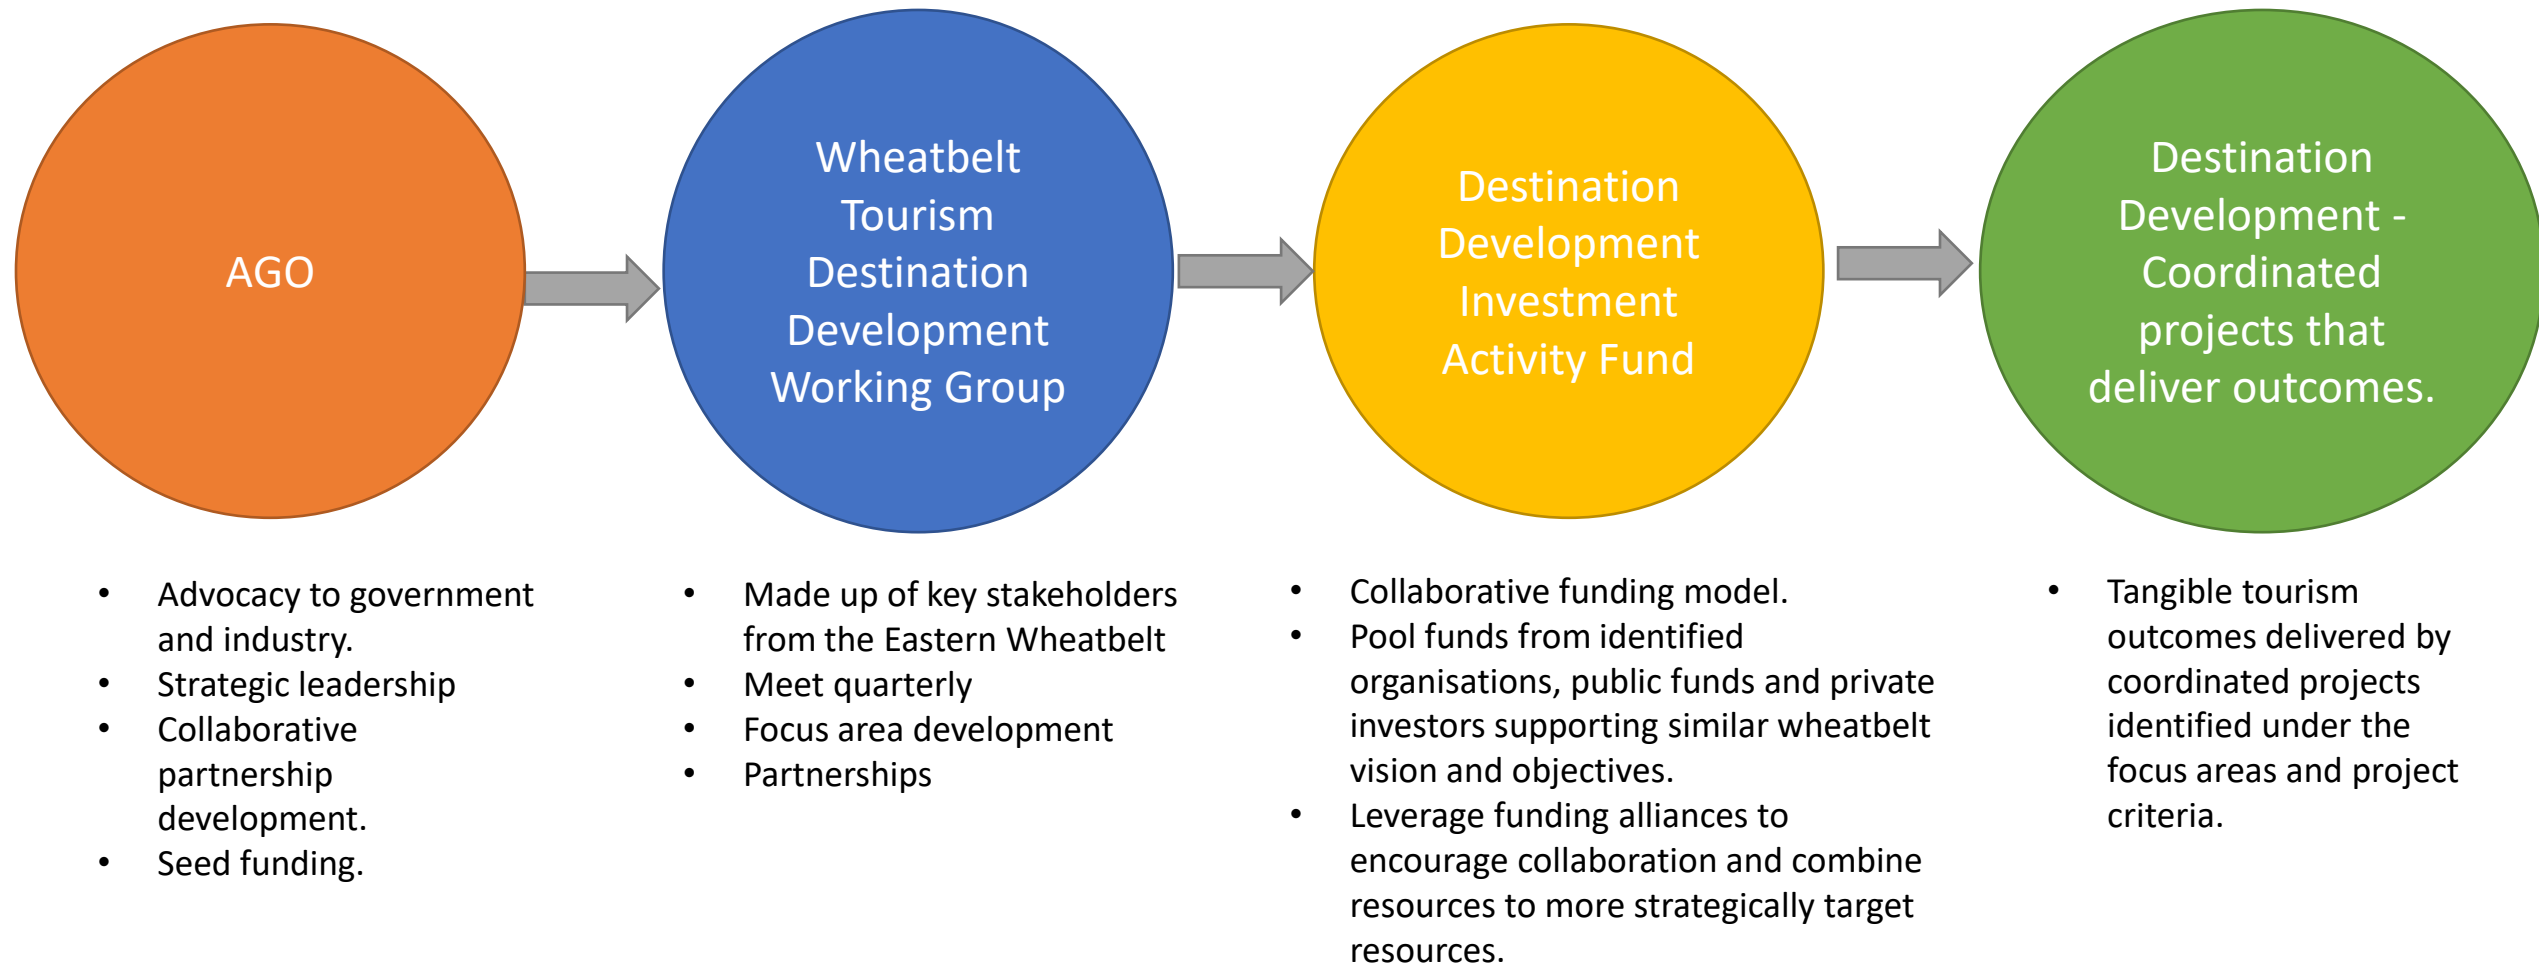 AGO
Wheatbelt
Tourism
Destination
Development
Working Group
Destination
Development
Investment
Activity Fund
Destination
Development -
Coordinated
projects that
deliver outcomes.
• Advocacy to government
and industry.
• Strategic leadership
• Collaborative
partnership
development.
• Seed funding.
• Made up of key stakeholders
from the Eastern Wheatbelt
• Meet quarterly
• Focus area development
• Partnerships
• Collaborative funding model.
• Pool funds from identified
organisations, public funds and private
investors supporting similar wheatbelt
vision and objectives.
• Leverage funding alliances to
encourage collaboration and combine
resources to more strategically target
resources.
• Tangible tourism
outcomes delivered by
coordinated projects
identified under the
focus areas and project
criteria.